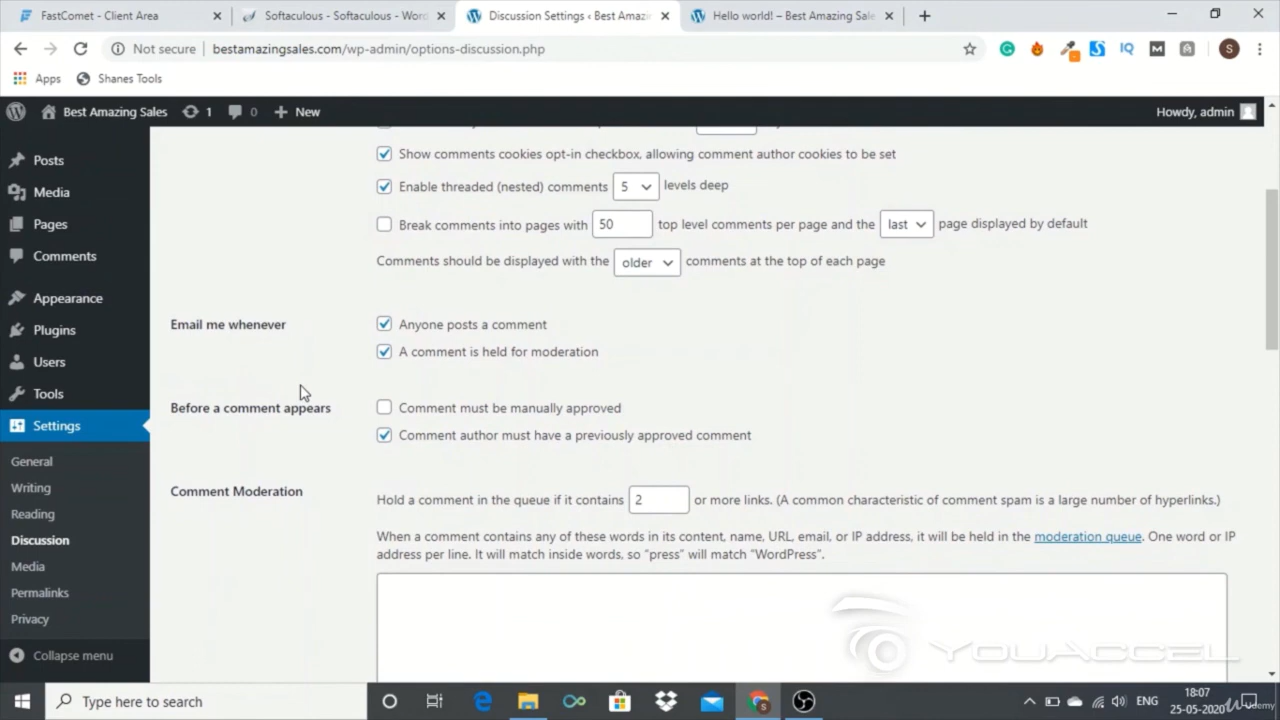 FastComet - Client Area
Softaculous - Softaculous - Word
Discussion Settings ‹ Best Amazi
Hello world! – Best Amazing Sale
Not secure
bestamazingsales.com/wp-admin/options-discussion.php
IQ
S
Apps
Shanes Tools
Best Amazing Sales
1
0
New
Howdy, admin
Posts
Media
Pages
Comments
Appearance
Plugins
Users
Tools
Settings
General
Writing
Reading
Discussion
Media
Permalinks
Privacy
Collapse menu
Show comments cookies opt-in checkbox, allowing comment author cookies to be set
Enable threaded (nested) comments 5 levels deep
Break comments into pages with 50 top level comments per page and the last page displayed by default
Comments should be displayed with the older comments at the top of each page
Email me whenever
Anyone posts a comment
A comment is held for moderation
Before a comment appears
Comment must be manually approved
Comment author must have a previously approved comment
Comment Moderation
Hold a comment in the queue if it contains 2 or more links. (A common characteristic of comment spam is a large number of hyperlinks.)
When a comment contains any of these words in its content, name, URL, email, or IP address, it will be held in the moderation queue. One word or IP
address per line. It will match inside words, so “press” will match “WordPress”.
YOUACCEL
Type here to search
ENG
18:07
25-05-2020
Udemy